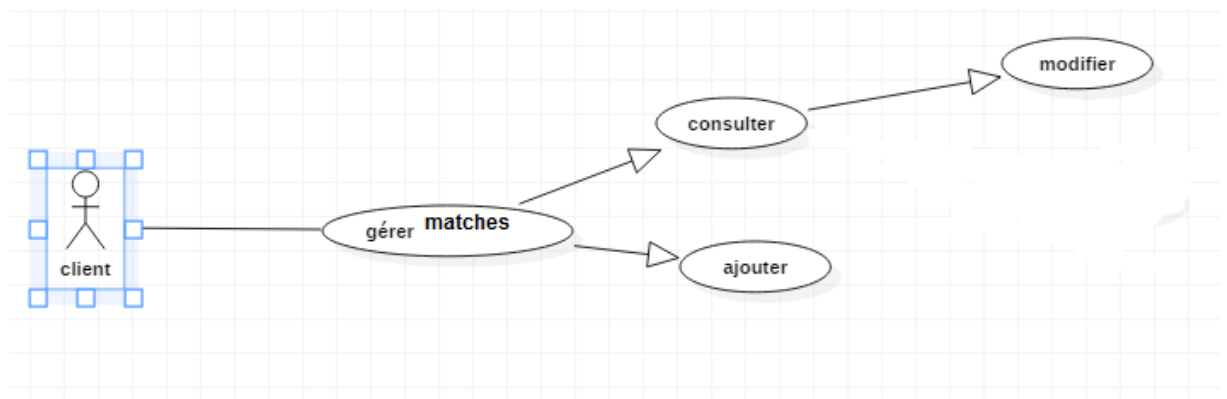 modifier
consulter
gérer matches
ajouter
client